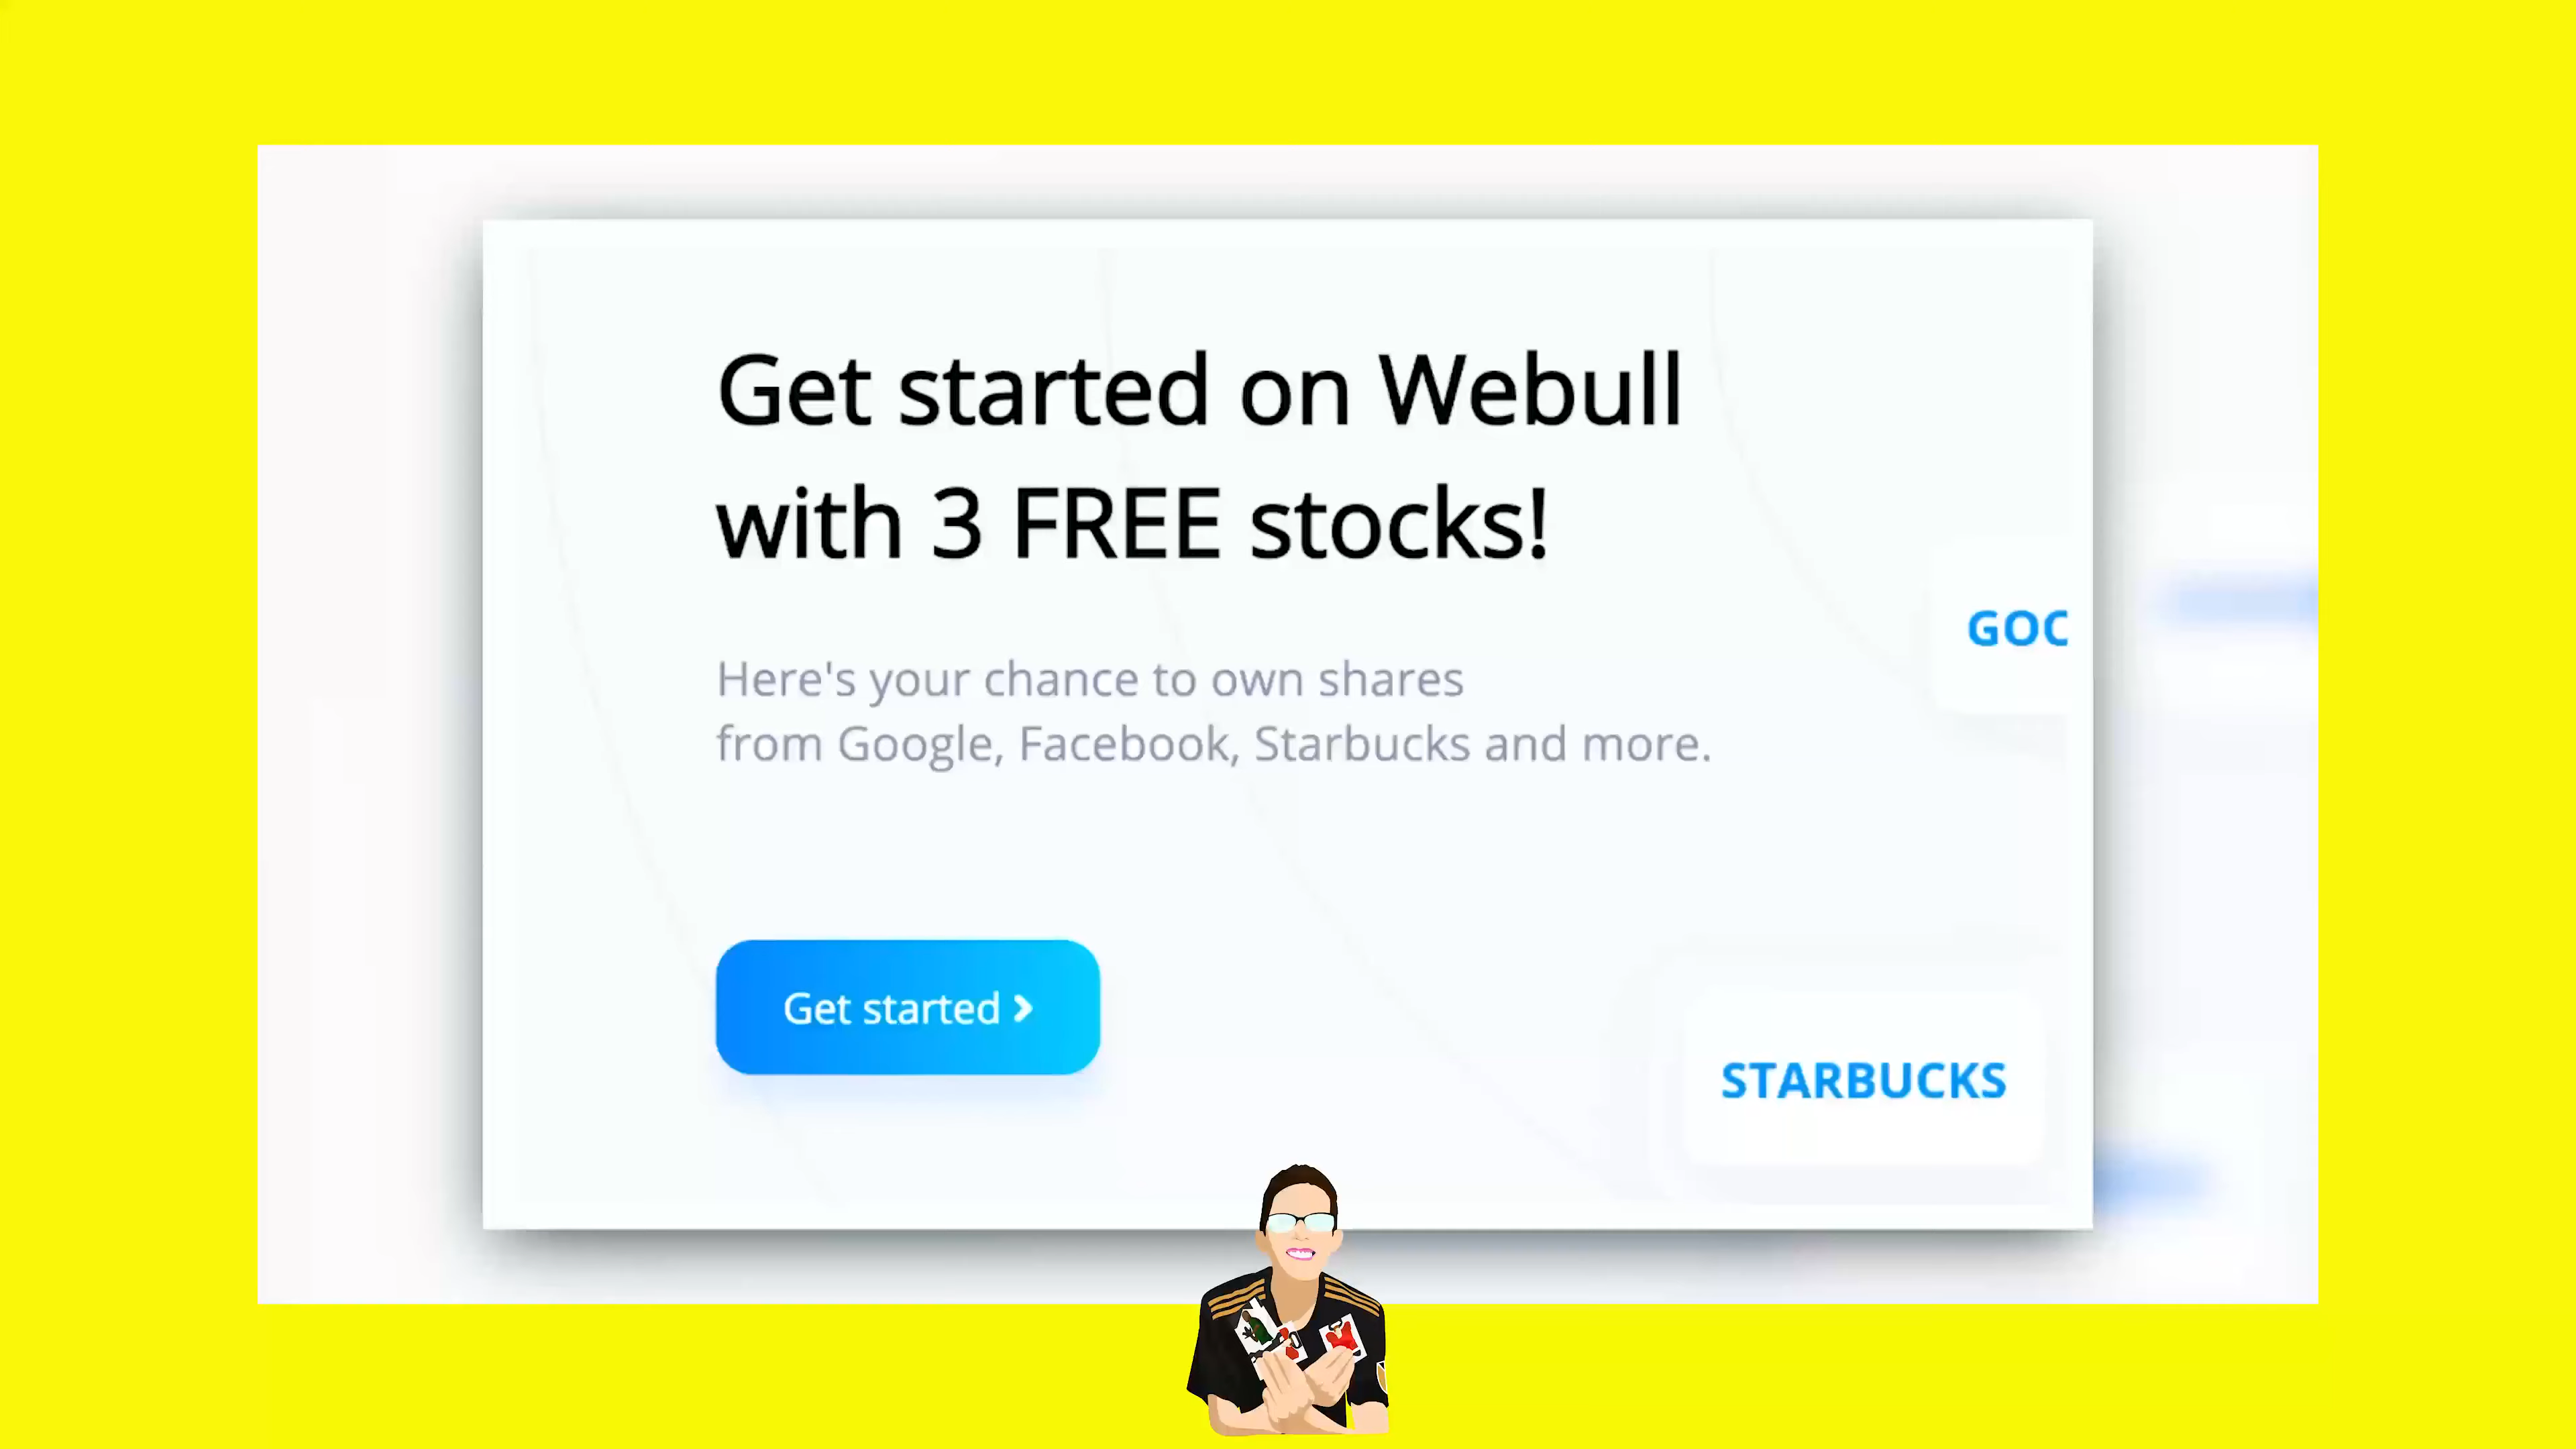 Get started on Webull
with 3 FREE stocks!
Here's your chance to own shares
from Google, Facebook, Starbucks and more.
GOC
Get started
STARBUCKS